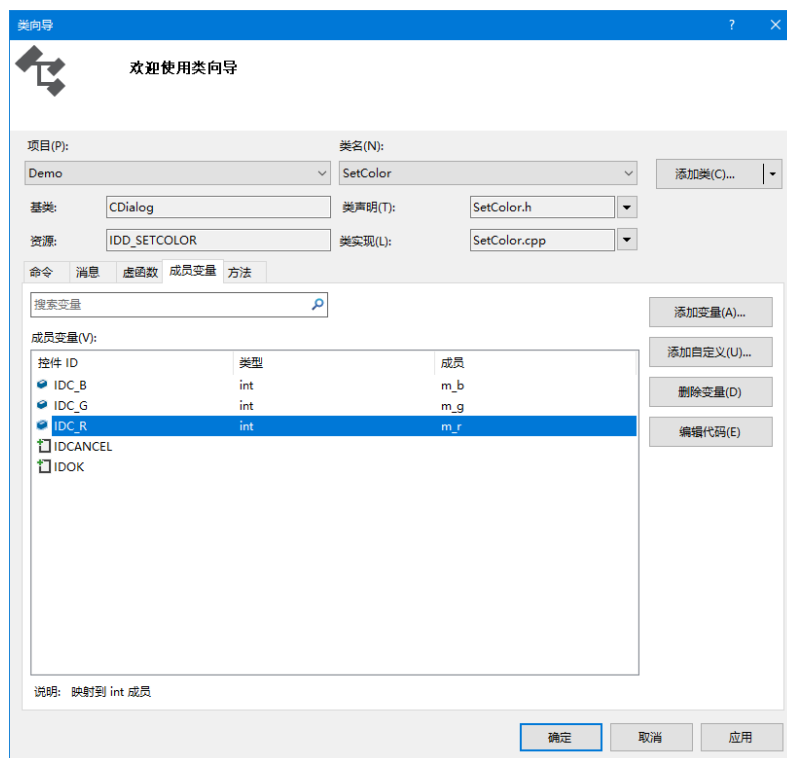 类向导
?
欢迎使用类向导
项目(P):
类名(N):
Demo
SetColor
添加类(C)...
基类:
CDialog
类声明(T):
SetColor.h
资源:
IDD_SETCOLOR
类实现(L):
SetColor.cpp
命令 消息 虚函数 成员变量 方法
搜索变量
添加变量(A)...
成员变量(V):
添加自定义(U)...
控件 ID 类型 成员
IDC_B int m_b
删除变量(D)
IDC_G int m_g
IDC_R int m_r
编辑代码(E)
IDCANCEL
IDOK
说明: 映射到 int 成员
确定 取消 应用